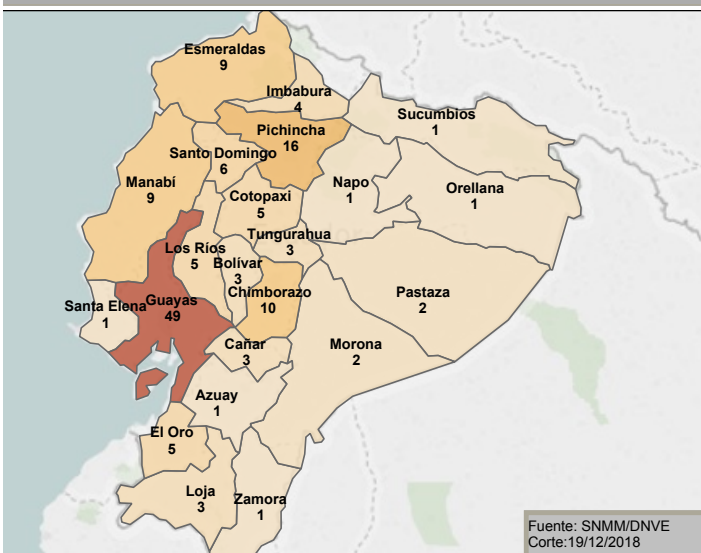 Esmeraldas
9
Imbabura
4
Sucumbios
1
Pichincha
16
Santo Domingo
6
Manabí
9
Napo
1
Orellana
1
Cotopaxi
5
Tungurahua
3
Los Ríos
5
Bolívar
3
Chimborazo
10
Pastaza
2
Santa Elena
1
Guayas
49
Cañar
3
Morona
2
Azuay
1
El Oro
5
Loja
3
Zamora
1
Fuente: SNMM/DNVE
Corte:19/12/2018